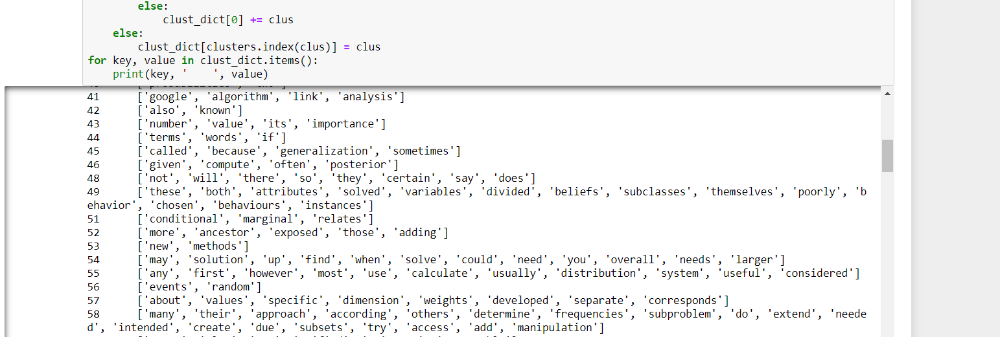 else:
clust_dict[0] += clus
else:
clust_dict[clusters.index(clus)] = clus
for key, value in clust_dict.items():
print(key, '    ', value)
41      ['google', 'algorithm', 'link', 'analysis']
42      ['also', 'known']
43      ['number', 'value', 'its', 'importance']
44      ['terms', 'words', 'if']
45      ['called', 'because', 'generalization', 'sometimes']
46      ['given', 'compute', 'often', 'posterior']
48      ['not', 'will', 'there', 'so', 'they', 'certain', 'say', 'does']
49      ['these', 'both', 'attributes', 'solved', 'variables', 'divided', 'beliefs', 'subclasses', 'themselves', 'poorly', 'b
ehavior', 'chosen', 'behaviours', 'instances']
51      ['conditional', 'marginal', 'relates']
52      ['more', 'ancestor', 'exposed', 'those', 'adding']
53      ['new', 'methods']
54      ['may', 'solution', 'up', 'find', 'when', 'solve', 'could', 'need', 'you', 'overall', 'needs', 'larger']
55      ['any', 'first', 'however', 'most', 'use', 'calculate', 'usually', 'distribution', 'system', 'useful', 'considered']
56      ['events', 'random']
57      ['about', 'values', 'specific', 'dimension', 'weights', 'developed', 'separate', 'corresponds']
58      ['many', 'their', 'approach', 'according', 'others', 'determine', 'frequencies', 'subproblem', 'do', 'extend', 'neede
d', 'intended', 'create', 'due', 'subsets', 'try', 'access', 'add', 'manipulation']